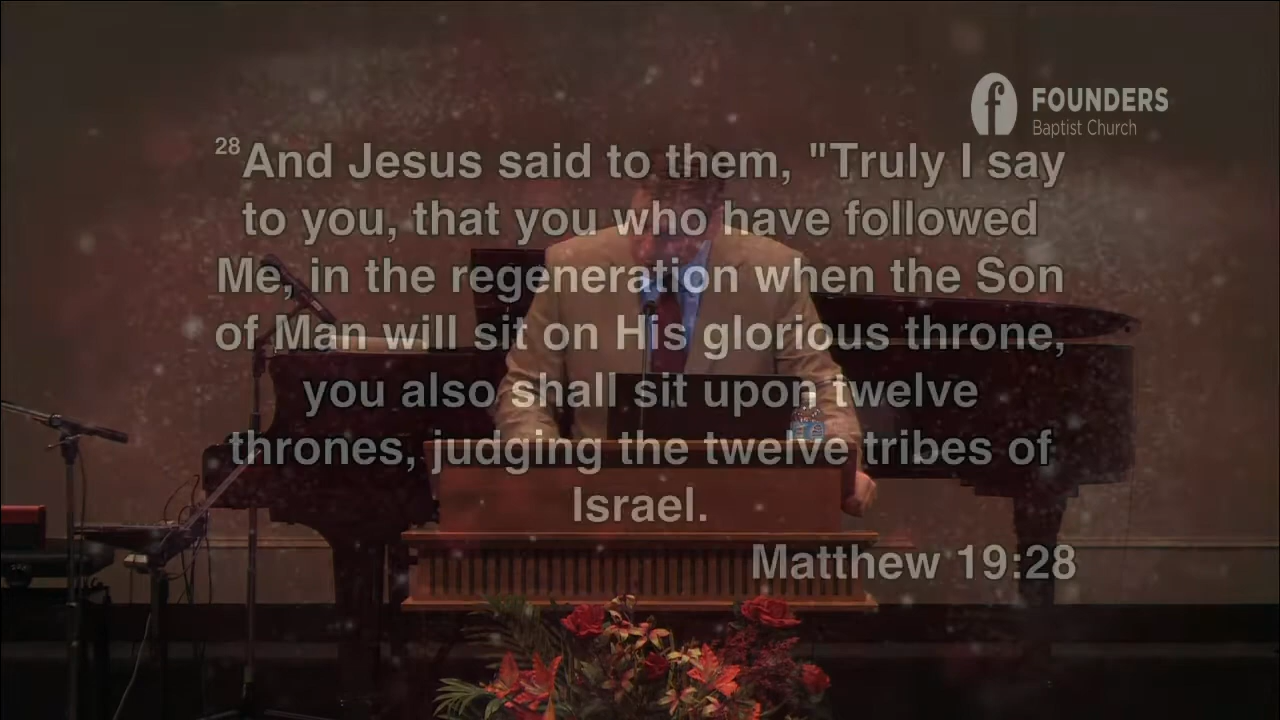 FOUNDERS
Baptist Church
28And Jesus said to them, "Truly I say
to you, that you who have followed
Me, in the regeneration when the Son
of Man will sit on His glorious throne,
you also shall sit upon twelve
thrones, judging the twelve tribes of
Israel.
Matthew 19:28